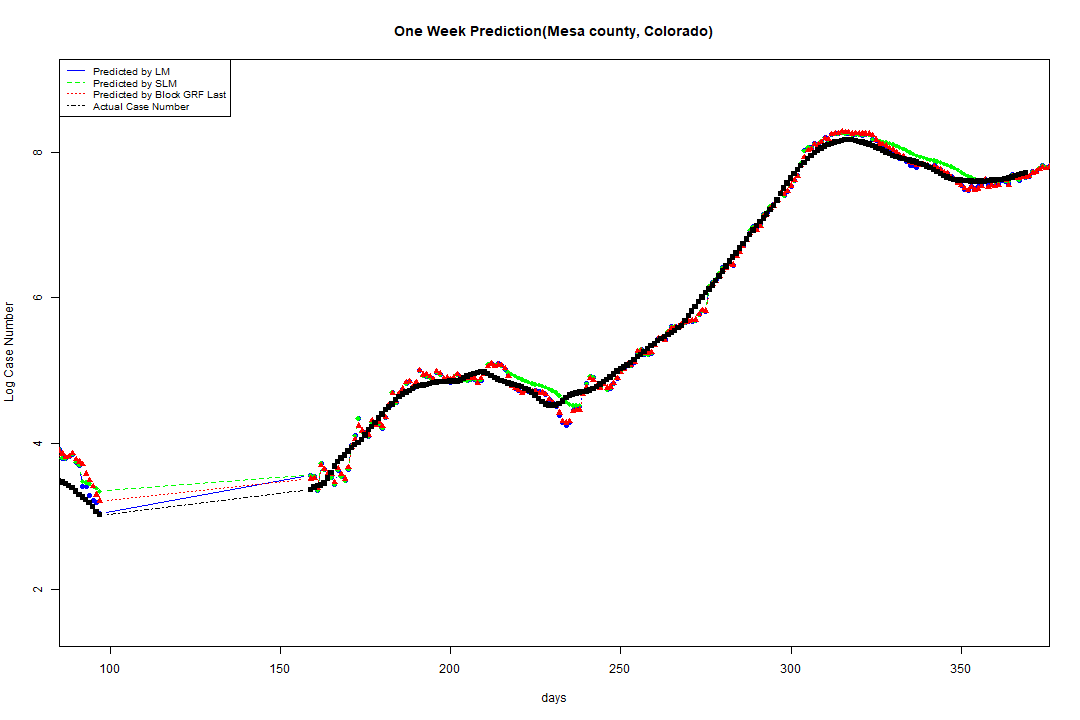 One Week Prediction(Mesa county, Colorado)
Predicted by LM
Predicted by SLM
Predicted by Block GRF Last
Actual Case Number
8
6
4
2
Log Case Number
100 150 200 250 300 350
days